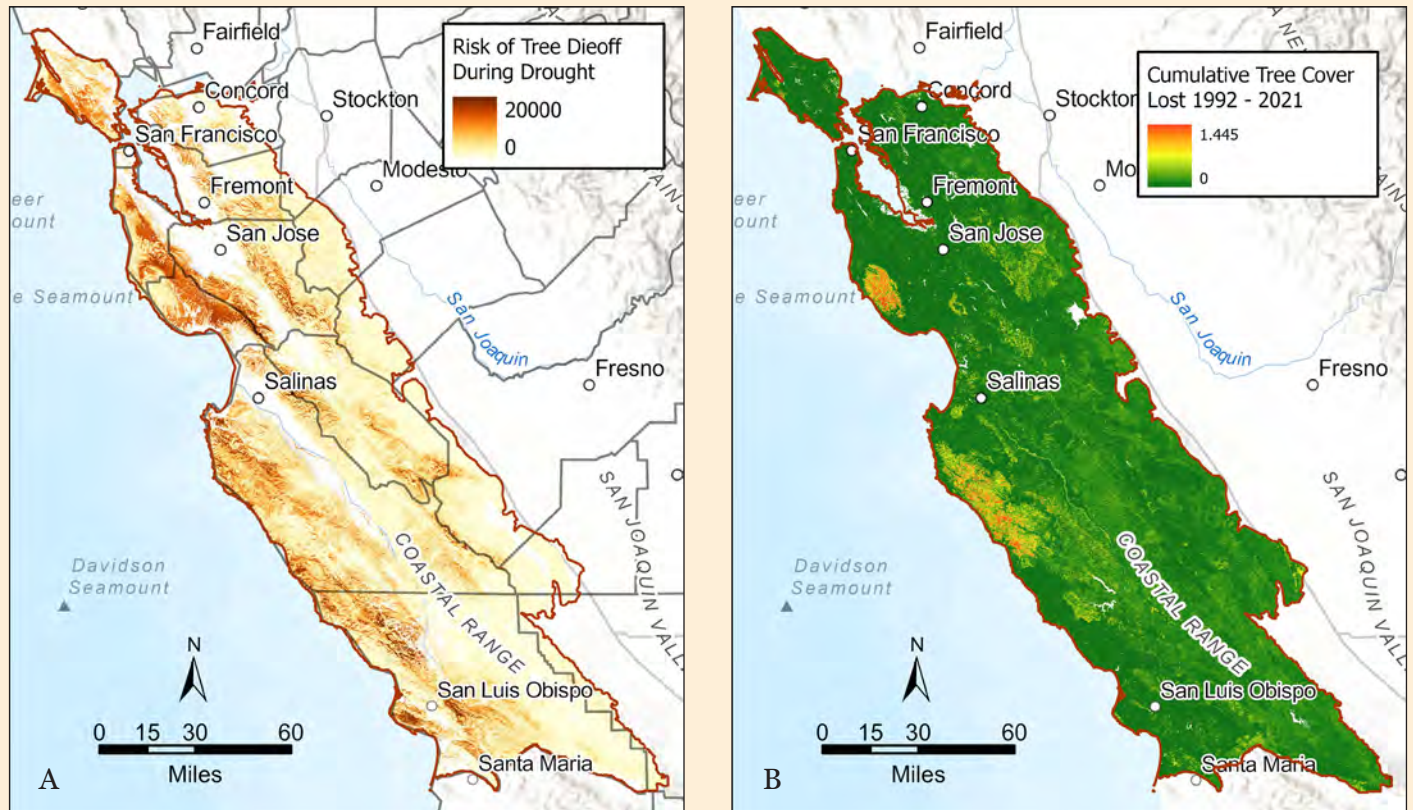 Fairfield
Concord
San Francisco
Stockton
Modesto
Fremont
San Jose
eer
ount
e Seamount
San Joaquin
Salinas
Fresno
SAN JOAQUIN VALLEY
COASTAL RANGE
Davidson
Seamount
N
San Luis Obispo
0 15 30 60
Miles
Santa Maria
A
Risk of Tree Dieoff
During Drought
20000
0
Fairfield
Concord
San Francisco
Stockton
Mo
Fremont
San Jose
eer
ount
e Seamount
San Joaquin
Salinas
Fresno
SAN JOAQUIN VALLE
COASTAL RANGE
Davidson
Seamount
N
San Luis Obispo
0 15 30 60
Miles
Santa Maria
B
Cumulative Tree Cover
Lost 1992 - 2021
1.445
0